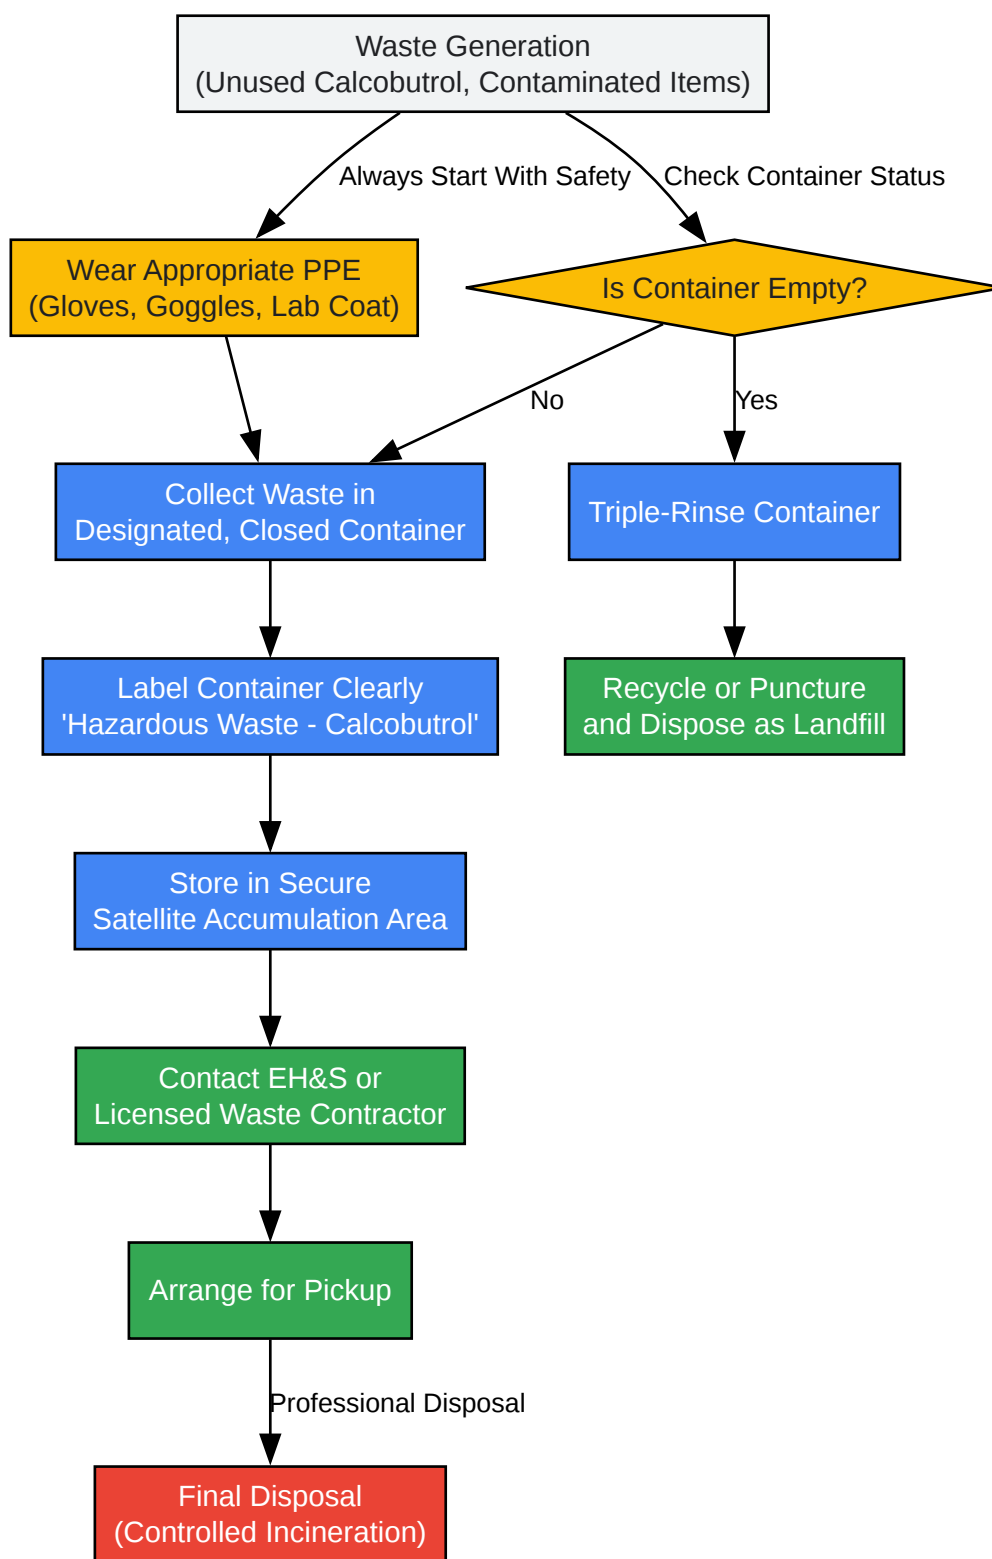 Waste Generation
(Unused Calcobutrol, Contaminated Items)
Always Start With Safety
Check Container Status
Wear Appropriate PPE
(Gloves, Goggles, Lab Coat)
Is Container Empty?
No
Yes
Collect Waste in
Designated, Closed Container
Triple-Rinse Container
Label Container Clearly
'Hazardous Waste - Calcobutrol'
Recycle or Puncture
and Dispose as Landfill
Store in Secure
Satellite Accumulation Area
Contact EH&S or
Licensed Waste Contractor
Arrange for Pickup
Professional Disposal
Final Disposal
(Controlled Incineration)